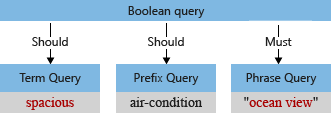 Boolean query
Should Should Must
Term Query Prefix Query Phrase Query
spacious air-condition "ocean view"